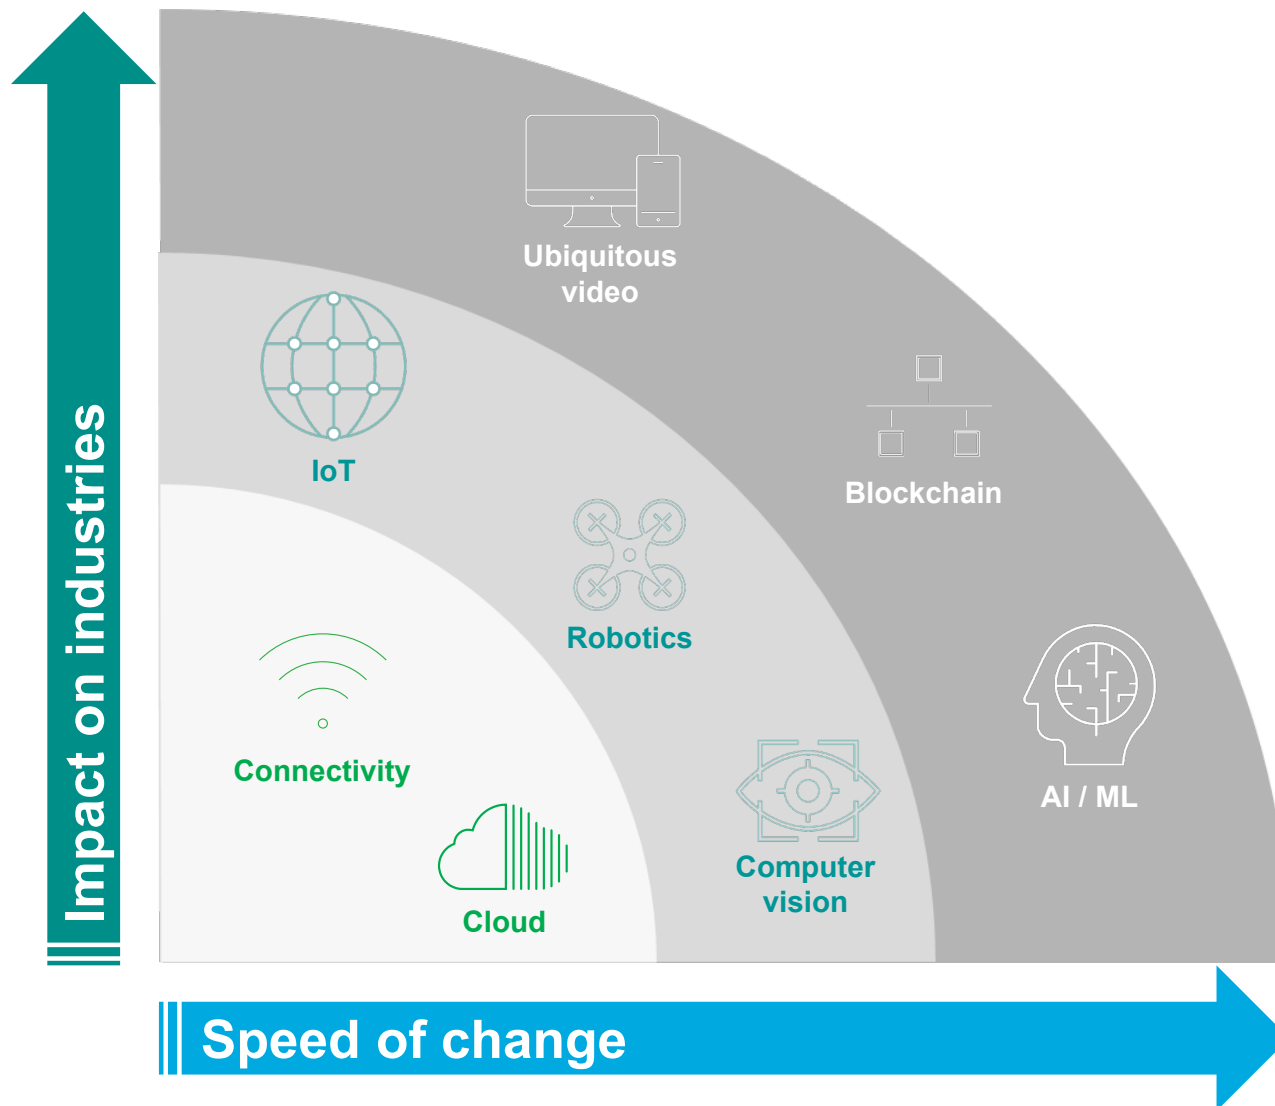 Impact on industries
Ubiquitous
video
IoT
Blockchain
Robotics
Connectivity
AI / ML
Computer
vision
Cloud
Speed of change